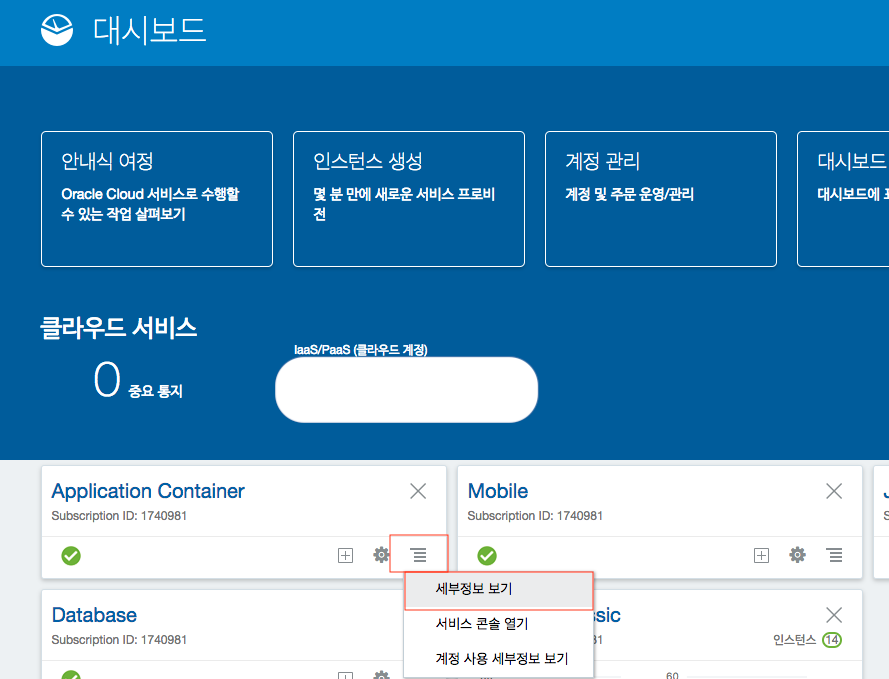 대시보드
안내식 여정
Oracle Cloud 서비스로 수행할
수 있는 작업 살펴보기
인스턴스 생성
몇 분 만에 새로운 서비스 프로비
전
계정 관리
계정 및 주문 운영/관리
대시보드
대시보드에
클라우드 서비스
0 중요 통지
IaaS/PaaS (클라우드 계정)
Application Container
Subscription ID: 1740981
Mobile
Subscription ID: 1740981
세부정보 보기
서비스 콘솔 열기
계정 사용 세부정보 보기
Database
Subscription ID: 1740981
인스턴스 14
60